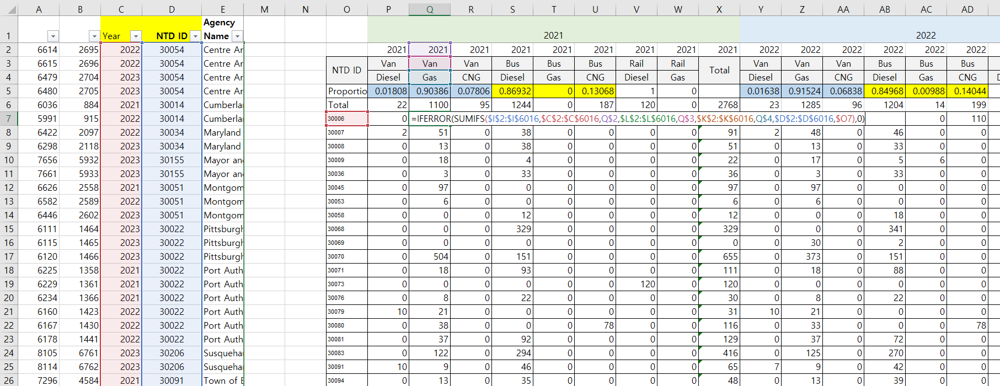 A B C D E M N O P Q R S T U V W X Y Z AA AB AC AD
Agency
1 Year NTD ID Name 2021 2022
2 6614 2695 2022 30054 Centre Ar 2021 2021 2021 2021 2021 2021 2021 2021 2021 2022 2022 2022 2022 2022 2022
3 6615 2696 2022 30054 Centre Ar NTD ID Van Van Van Bus Bus Bus Rail Rail Total Van Van Van Bus Bus Bus
4 6479 2704 2023 30054 Centre Ar Diesel Gas CNG Diesel Gas CNG Diesel Gas Diesel Gas CNG Diesel Gas CNG
5 6480 2705 2023 30054 Centre Ar Proportio 0.01808 0.90386 0.07806 0.86932 0 0.13068 1 0 0.01638 0.91524 0.06838 0.84968 0.00988 0.14044
6 6036 884 2021 30014 Cumberla Total 22 1100 95 1244 0 187 120 0 2768 23 1285 96 1204 14 199
7 5991 915 2022 30014 Cumberla 30006 0 =IFERROR(SUMIFS($I$2:$I$6016,$C$2:$C$6016,Q$2,$L$2:$L$6016,Q$3,$K$2:$K$6016,Q$4,$D$2:$D$6016,$O7),0) 0 110
8 6422 2097 2022 30034 Maryland 30007 2 51 0 38 0 0 0 0 91 2 48 0 46 0 0
9 6298 2118 2023 30034 Maryland 30008 0 13 0 38 0 0 0 0 51 0 13 0 33 0 0
10 7656 5932 2023 30155 Mayor an 30009 0 18 0 4 0 0 0 0 22 0 17 0 5 6 0
11 7661 5933 2023 30155 Mayor an 30036 0 3 0 33 0 0 0 0 36 0 3 0 33 0 0
12 6626 2558 2021 30051 Montgom 30045 0 97 0 0 0 0 0 0 97 0 97 0 0 0 0
13 6582 2589 2022 30051 Montgom 30053 0 6 0 0 0 0 0 0 6 0 6 0 0 0 0
14 6446 2602 2023 30051 Montgom 30058 0 0 0 12 0 0 0 0 12 0 0 0 18 0 0
15 6111 1464 2023 30022 Pittsburgh 30068 0 0 0 329 0 0 0 0 329 0 0 0 341 0 0
16 6115 1465 2023 30022 Pittsburgh 30069 0 0 0 0 0 0 0 0 0 0 30 0 2 0 0
17 6120 1466 2023 30022 Pittsburgh 30070 0 504 0 151 0 0 0 0 655 0 373 0 151 0 0
18 6225 1358 2021 30022 Port Auth 30071 0 18 0 93 0 0 0 0 111 0 18 0 88 0 0
19 6229 1361 2021 30022 Port Auth 30073 0 0 0 0 0 0 120 0 120 0 0 0 0 0 0
20 6234 1366 2021 30022 Port Auth 30076 0 8 0 22 0 0 0 0 30 0 8 0 22 0 0
21 6160 1423 2022 30022 Port Auth 30079 10 21 0 0 0 0 0 0 31 10 21 0 0 0 0
22 6167 1430 2022 30022 Port Auth 30080 0 38 0 0 0 78 0 0 116 0 33 0 0 0 78
23 6178 1441 2022 30022 Port Auth 30081 0 37 0 92 0 0 0 0 129 0 37 0 72 0 0
24 8105 6761 2023 30206 Susqueha 30083 0 122 0 294 0 0 0 0 416 0 125 0 270 0 0
25 8114 6762 2023 30206 Susqueha 30091 10 9 0 46 0 0 0 0 65 7 9 0 42 0 0
26 7296 4584 2021 30091 Town of E 30094 0 13 0 35 0 0 0 0 48 0 13 0 39 0 0